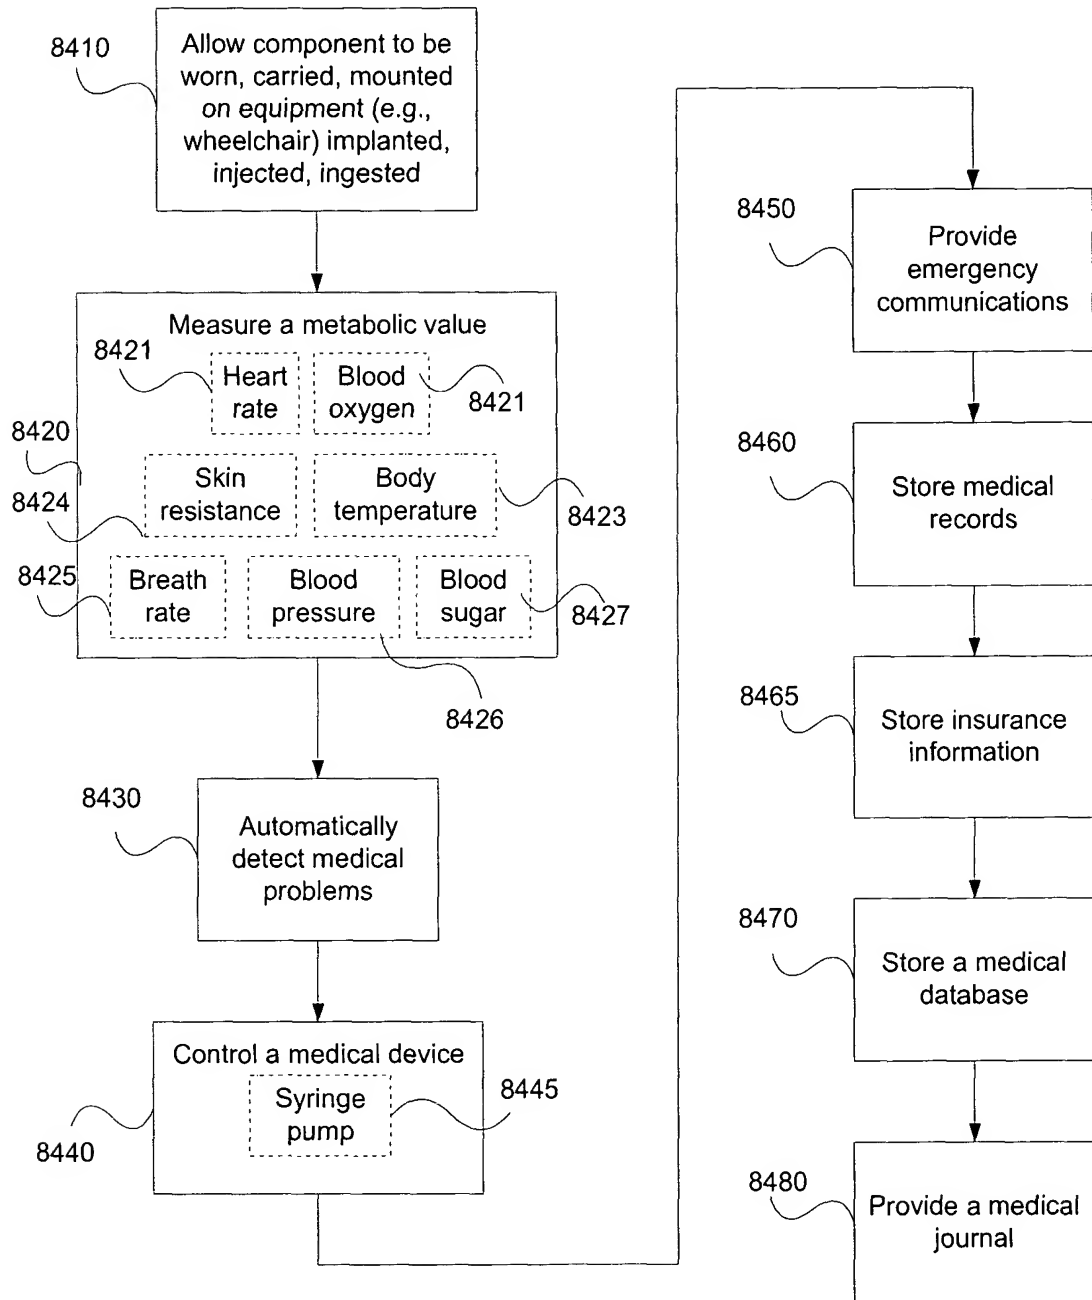 8410
Allow component to be
worn, carried, mounted
on equipment (e.g.,
wheelchair) implanted,
injected, ingested
Measure a metabolic value
8421
Heart
rate
Blood
oxygen
8421
8420
Skin
resistance
Body
temperature
8424
8423
8425
Breath
rate
Blood
pressure
Blood
sugar
8427
8426
8430
Automatically
detect medical
problems
Control a medical device
Syringe
pump
8445
8440
8450
Provide
emergency
communications
8460
Store medical
records
8465
Store insurance
information
8470
Store a medical
database
8480
Provide a medical
journal